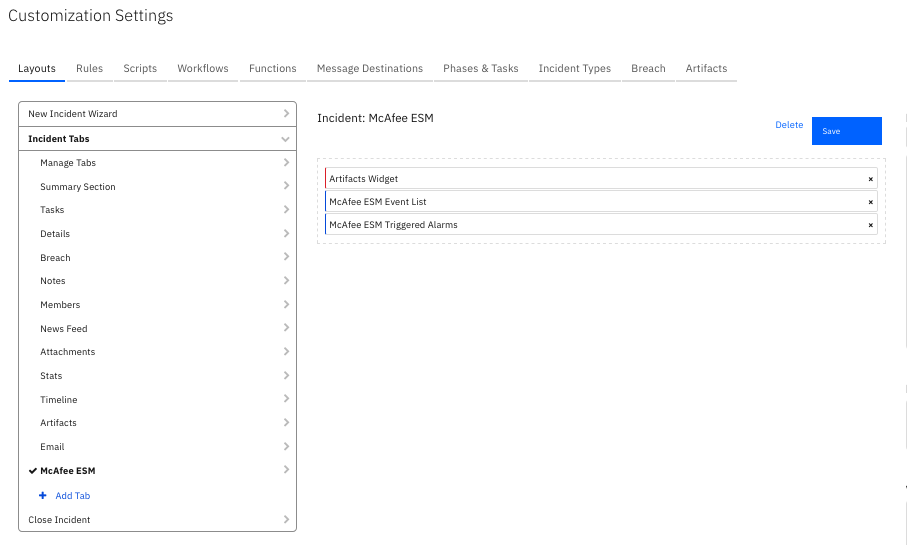 Customization Settings
Layouts Rules Scripts Workflows Functions Message Destinations Phases & Tasks Incident Types Breach Artifacts
New Incident Wizard
Incident Tabs
Manage Tabs
Summary Section
Tasks
Details
Breach
Notes
Members
News Feed
Attachments
Stats
Timeline
Artifacts
Email
McAfee ESM
Add Tab
Close Incident
Incident: McAfee ESM
Delete Save
Artifacts Widget
McAfee ESM Event List
McAfee ESM Triggered Alarms